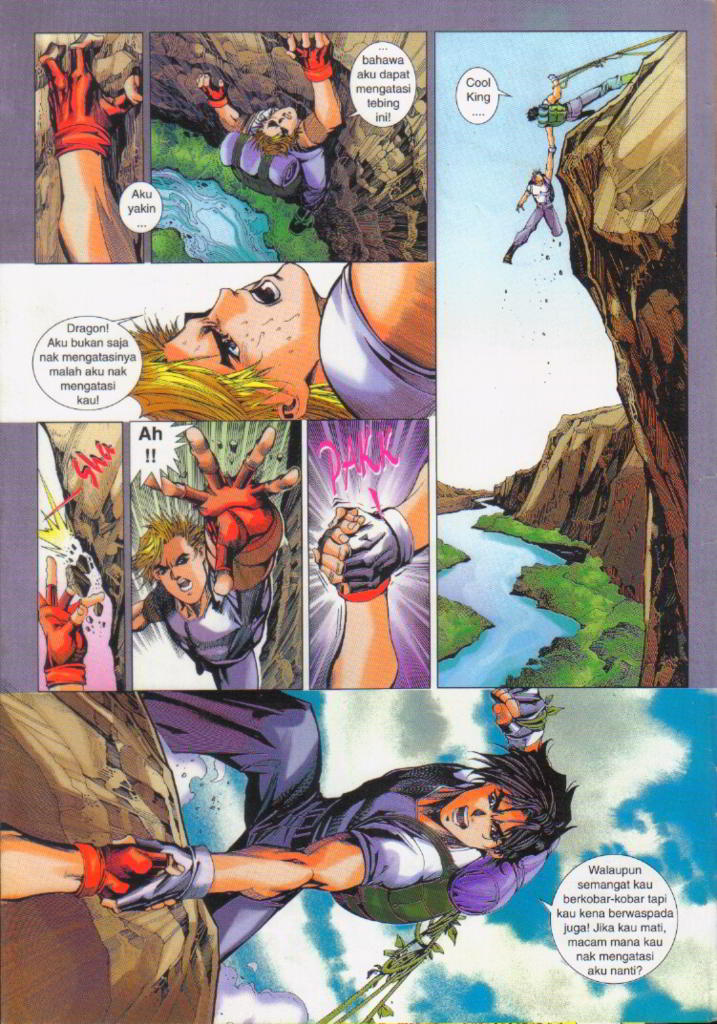 Aku
yakin
...
bahawa
aku dapat
mengatasi
tebing
ini!
Dragon!
Aku bukan saja
nak mengatasinya
malah aku nak
mengatasi
kau!
Sha
Ah
!!
PAKK
!
Cool
King
....
Walaupun
semangat kau
berkobar-kobar tapi
kau kena berwaspada
juga! Jika kau mati,
macam mana kau
nak mengatasi
aku nanti?